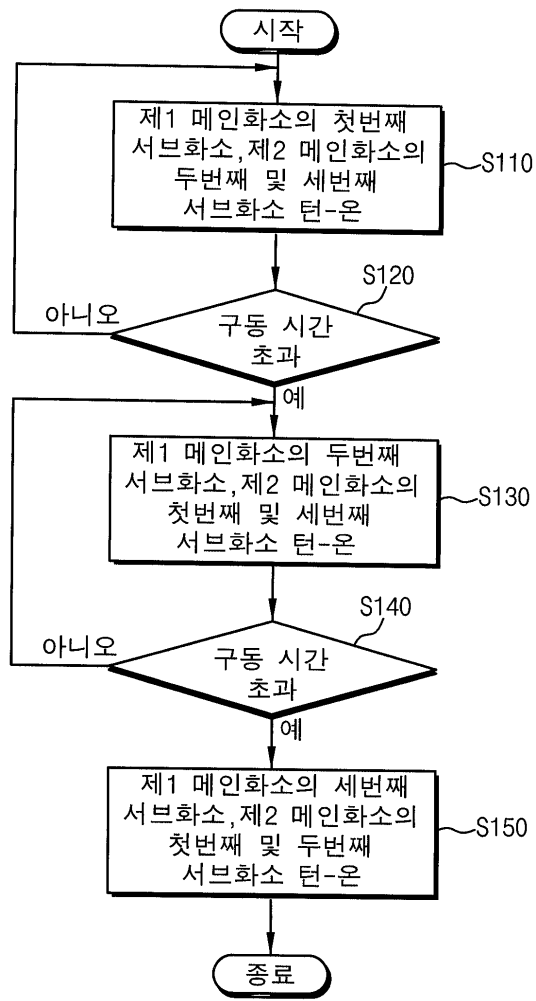 시작
제1 메인화소의 첫번째
서브화소,제2 메인화소의
두번째 및 세번째
서브화소 턴-온
S110
S120
구동 시간
초과
아니오
예
제1 메인화소의 두번째
서브화소,제2 메인화소의
첫번째 및 세번째
서브화소 턴-온
S130
S140
구동 시간
초과
아니오
예
제1 메인화소의 세번째
서브화소,제2 메인화소의
첫번째 및 두번째
서브화소 턴-온
S150
종료